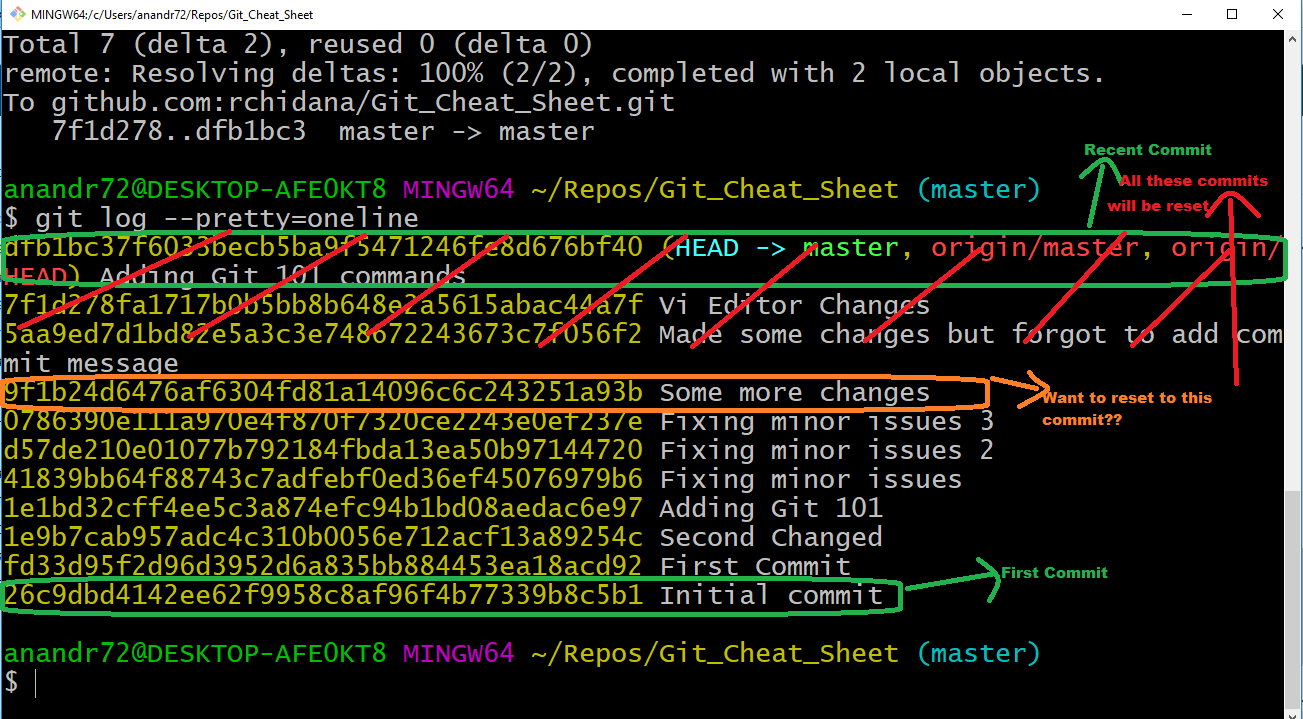 MINGW64:/c/Users/anandr72/Repos/Git_Cheat_Sheet
Total 7 (delta 2), reused 0 (delta 0)
remote: Resolving deltas: 100% (2/2), completed with 2 local objects.
To github.com:rchidana/Git_Cheat_Sheet.git
   7f1d278..dfb1bc3  master -> master
Recent Commit
All these commits
will be reset
anandr72@DESKTOP-AFE0KT8 MINGW64 ~/Repos/Git_Cheat_Sheet (master)
$ git log --pretty=oneline
dfb1bc37f6033becb5ba9f5471246fe8d676bf40 (HEAD -> master, origin/master, origin/
HEAD) Adding Git 101 commands
7f1d278fa1717b0b5bb8b648e2a5615abac44a7f Vi Editor Changes
5aa9ed7d1bd82e5a3c3e748672243673c7f056f2 Made some changes but forgot to add com
mit message
9f1b24d6476af6304fd81a14096c6c243251a93b Some more changes
Want to reset to this
commit??
0786390e111a970e4f870f7320ce2243e0ef237e Fixing minor issues 3
d57de210e01077b792184fbda13ea50b97144720 Fixing minor issues 2
41839bb64f88743c7adfebf0ed36ef45076979b6 Fixing minor issues
1e1bd32cff4ee5c3a874efc94b1bd08aedac6e97 Adding Git 101
1e9b7cab957adc4c310b0056e712acf13a89254c Second Changed
fd33d95f2d96d3952d6a835bb884453ea18acd92 First Commit
26c9dbd4142ee62f9958c8af96f4b77339b8c5b1 Initial commit
First Commit
anandr72@DESKTOP-AFE0KT8 MINGW64 ~/Repos/Git_Cheat_Sheet (master)
$